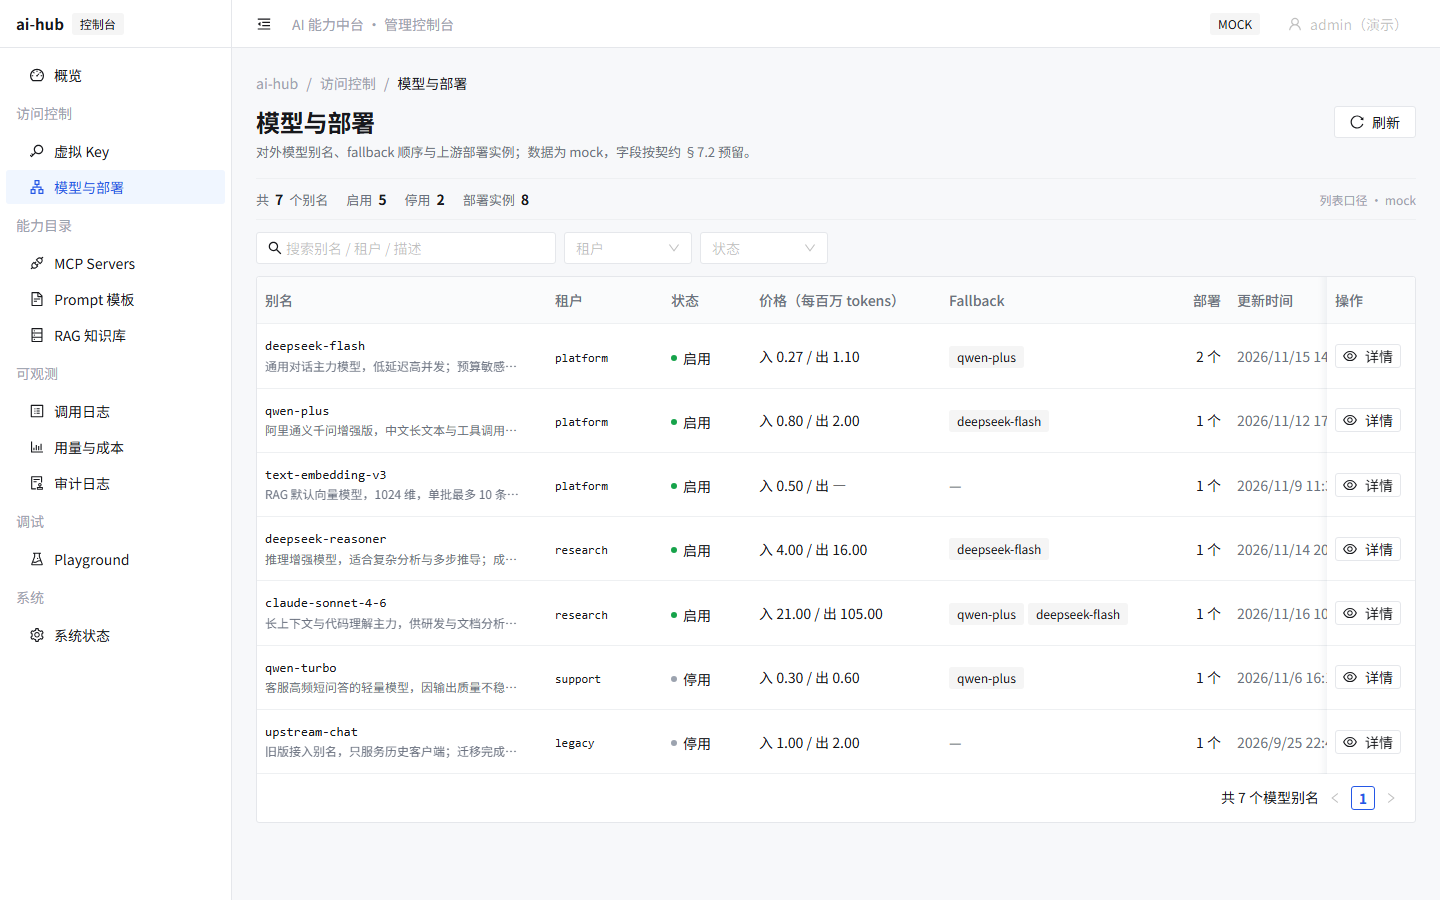 ai-hub 控制台
AI 能力中台 · 管理控制台
MOCK
admin（演示）
概览
访问控制
虚拟 Key
模型与部署
能力目录
MCP Servers
Prompt 模板
RAG 知识库
可观测
调用日志
用量与成本
审计日志
调试
Playground
系统
系统状态
ai-hub / 访问控制 / 模型与部署
模型与部署
刷新
对外模型别名、fallback 顺序与上游部署实例；数据为 mock，字段按契约 §7.2 预留。
共 7 个别名 启用 5 停用 2 部署实例 8
列表口径 · mock
搜索别名 / 租户 / 描述 租户 状态
别名 租户 状态 价格（每百万 tokens） Fallback 部署 更新时间 操作
deepseek-flash
通用对话主力模型，低延迟高并发；预算敏感…
platform 启用 入 0.27 / 出 1.10 qwen-plus 2 个 2026/11/15 14 详情
qwen-plus
阿里通义千问增强版，中文长文本与工具调用…
platform 启用 入 0.80 / 出 2.00 deepseek-flash 1 个 2026/11/12 17 详情
text-embedding-v3
RAG 默认向量模型，1024 维，单批最多 10 条…
platform 启用 入 0.50 / 出 — — 1 个 2026/11/9 11: 详情
deepseek-reasoner
推理增强模型，适合复杂分析与多步推导；成…
research 启用 入 4.00 / 出 16.00 deepseek-flash 1 个 2026/11/14 20 详情
claude-sonnet-4-6
长上下文与代码理解主力，供研发与文档分析…
research 启用 入 21.00 / 出 105.00 qwen-plus deepseek-flash 1 个 2026/11/16 10 详情
qwen-turbo
客服高频短问答的轻量模型，因输出质量不稳…
support 停用 入 0.30 / 出 0.60 qwen-plus 1 个 2026/11/6 16: 详情
upstream-chat
旧版接入别名，只服务历史客户端；迁移完成…
legacy 停用 入 1.00 / 出 2.00 — 1 个 2026/9/25 22: 详情
共 7 个模型别名 1